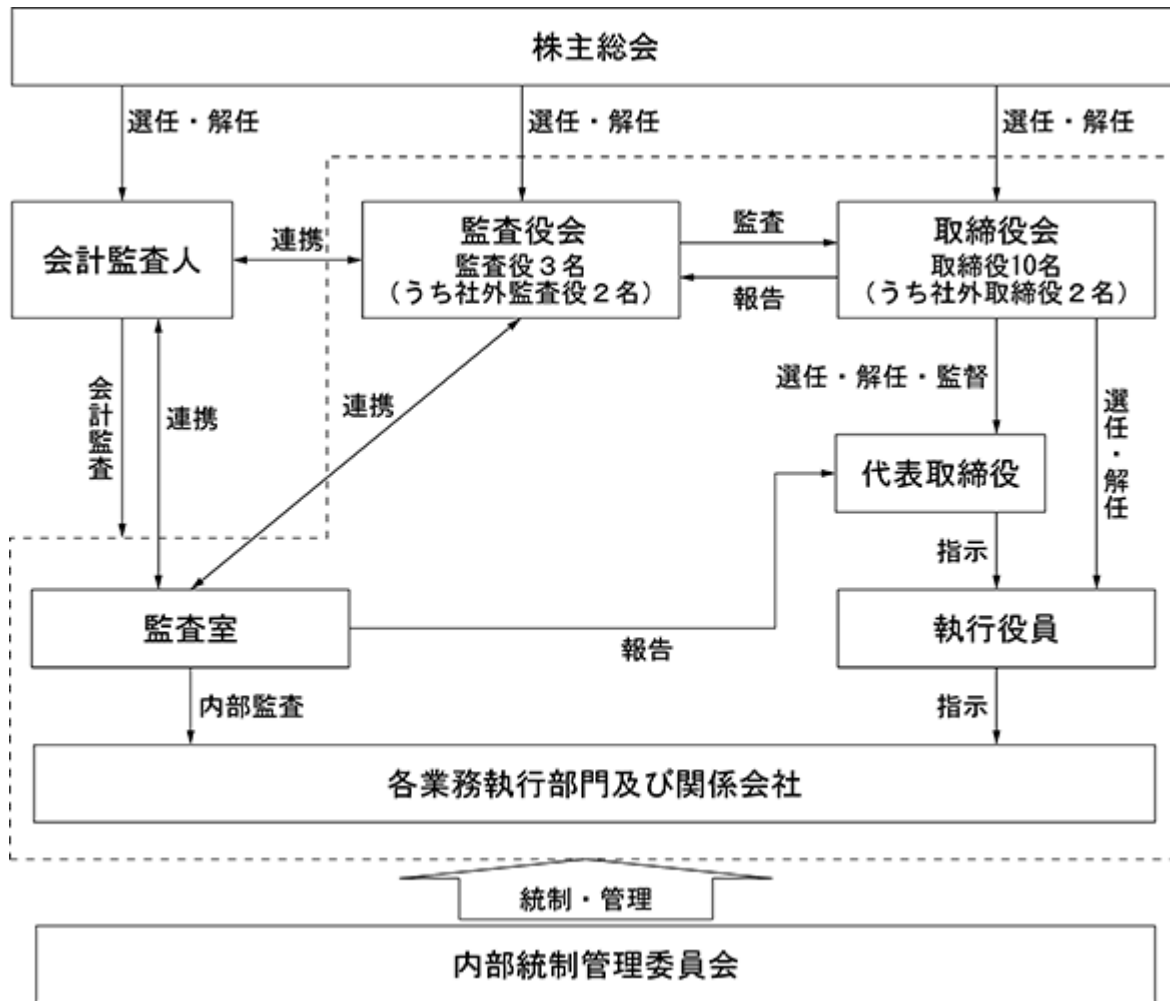 株主総会
選任・解任
選任・解任
選任・解任
会計監査人
連携
監査役会
監査役３名
（うち社外監査役２名）
監査
報告
取締役会
取締役10名
（うち社外取締役２名）
会計監査
連携
連携
選任・解任・監督
選任・解任
代表取締役
指示
監査室
報告
執行役員
内部監査
指示
各業務執行部門及び関係会社
統制・管理
内部統制管理委員会